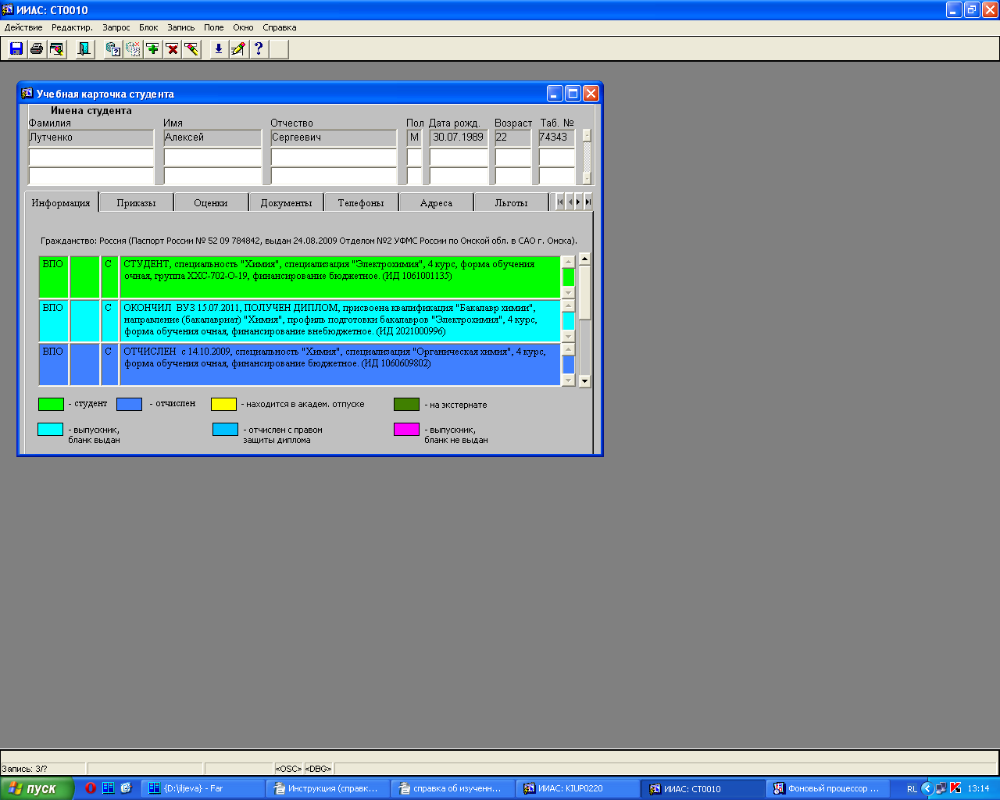 ИИАС: СТ0010
Действие Редактир. Запрос Блок Запись Поле Окно Справка
Учебная карточка студента
Имена студента
Фамилия Имя Отчество Пол Дата рожд. Возраст Таб. №
Лутченко Алексей Сергеевич М 30.07.1989 22 74343
Информация Приказы Оценки Документы Телефоны Адреса Льготы
Гражданство: Россия (Паспорт России № 52 09 784842, выдан 24.08.2009 Отделом №2 УФМС России по Омской обл. в САО г. Омска).
ВПО С СТУДЕНТ, специальность "Химия", специализация "Электрохимия", 4 курс, форма обучения
очная, группа ХХС-702-О-19, финансирование бюджетное. (ИД 1061001135)
ВПО С ОКОНЧИЛ ВУЗ 15.07.2011, ПОЛУЧЕН ДИПЛОМ, присвоена квалификация "Бакалавр химии",
направление (бакалавриат) "Химия", профиль подготовки бакалавров "Электрохимия", 4 курс,
форма обучения очная, финансирование внебюджетное. (ИД 2021000996)
ВПО С ОТЧИСЛЕН с 14.10.2009, специальность "Химия", специализация "Органическая химия", 4 курс,
форма обучения очная, финансирование бюджетное. (ИД 1060609802)
- студент - отчислен - находится в академ. отпуске - на экстернате
- выпускник, - отчислен с правом - выпускник,
бланк выдан защиты диплома бланк не выдан
Запись: 3/? <OSC> <DBG>
пуск {D:\iljeva} - Far Инструкция (справк... справка об изученн... ИИАС: KIUP0220 ИИАС: СТ0010 Фоновый процессор ... RL 13:14